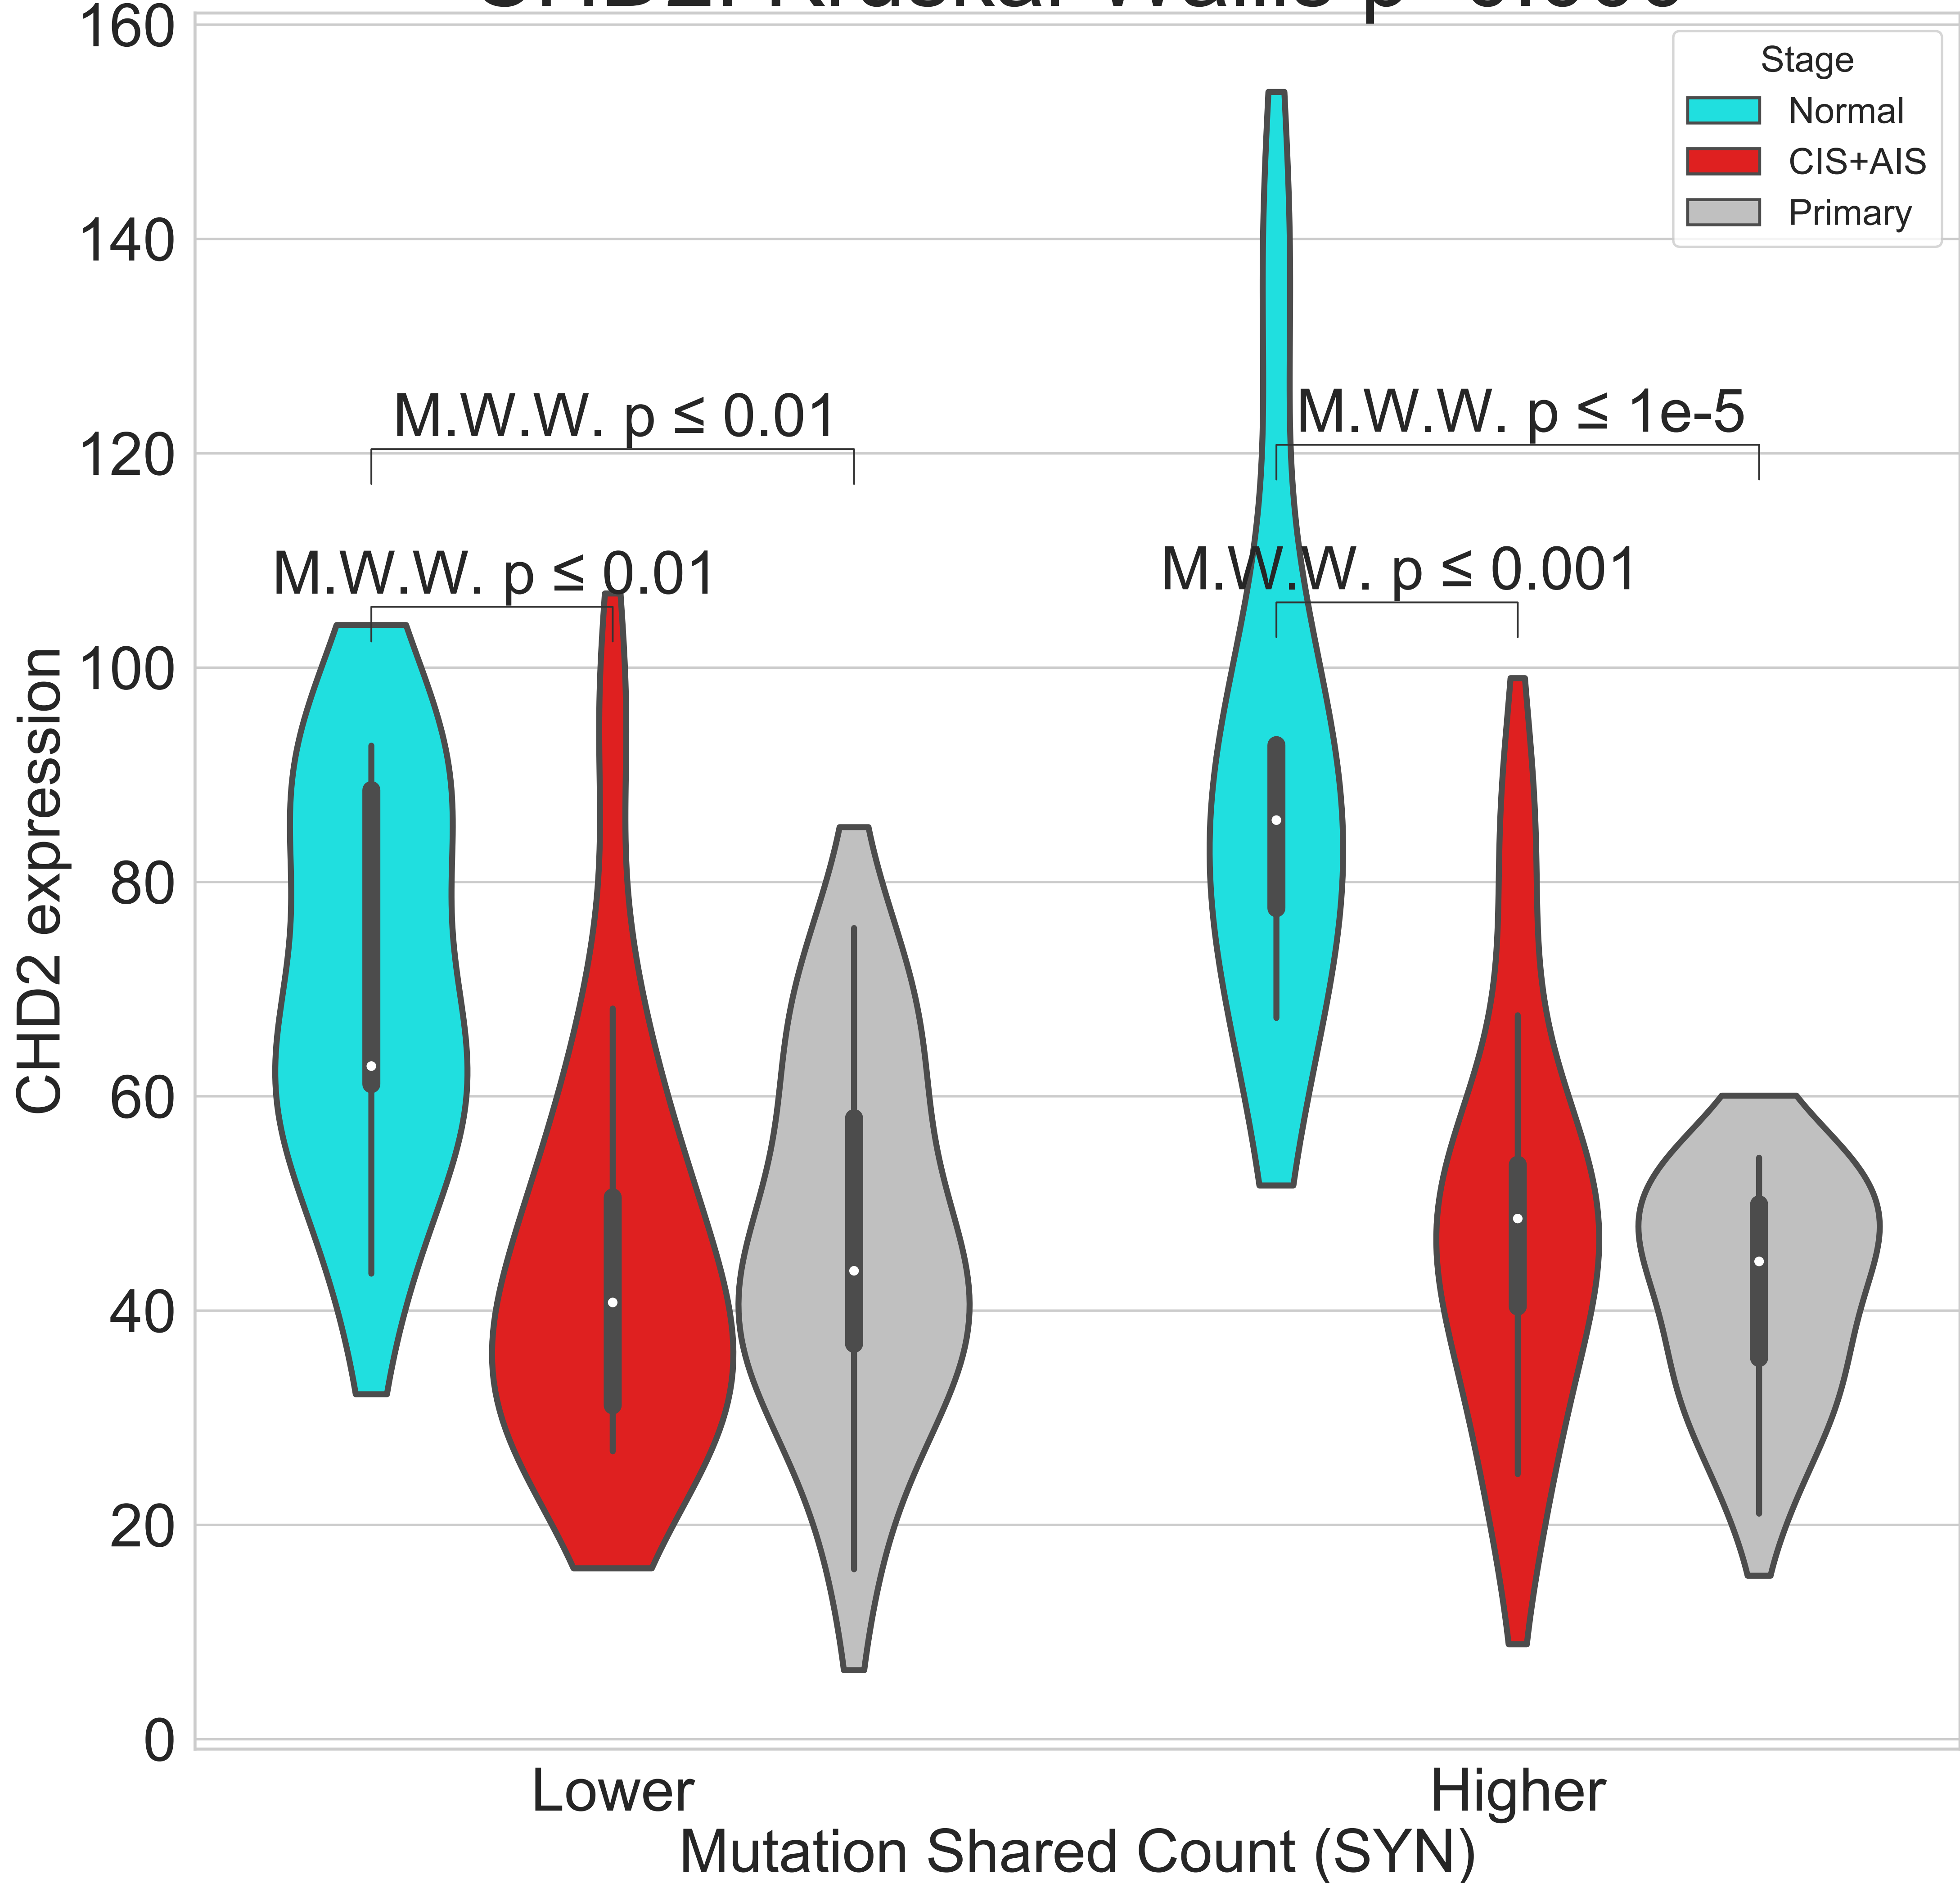 160
140
120
100
80
60
40
20
0
CHD2 expression
Stage
Normal
CIS+AIS
Primary
M.W.W. p ≤ 0.01
M.W.W. p ≤ 1e-5
M.W.W. p ≤ 0.01
M.W.W. p ≤ 0.001
Lower
Higher
Mutation Shared Count (SYN)